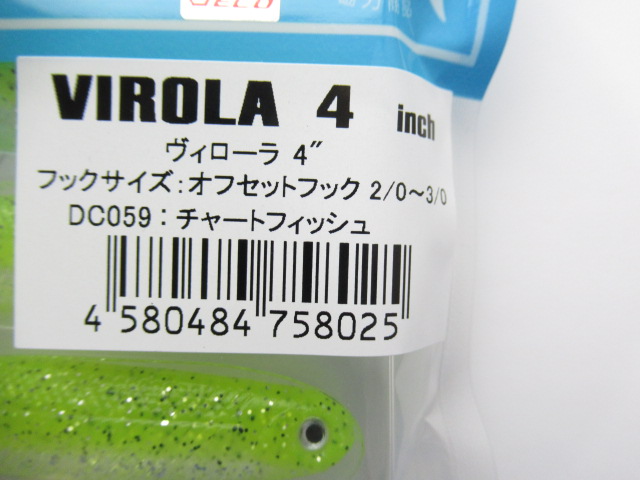 VIROLA 4 inch
ヴィローラ 4″
フックサイズ：オフセットフック 2/0～3/0
DC059：チャートフィッシュ
4 580484 758025